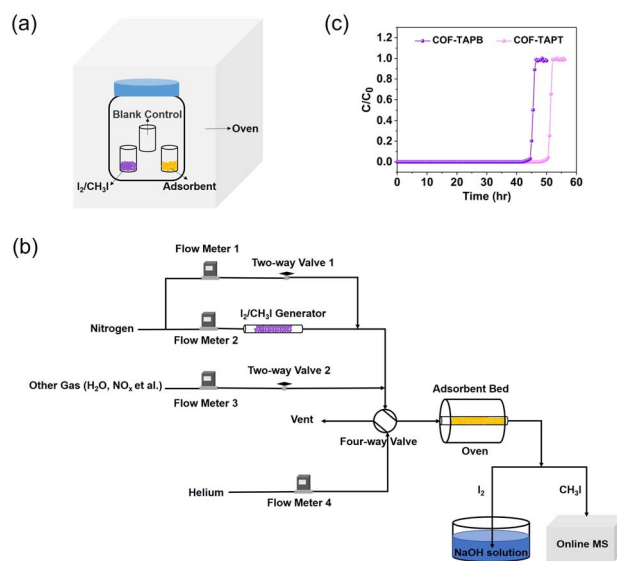 (a)
Blank Control
Oven
I₂/CH₃I
Adsorbent
(c)
COF-TAPB
COF-TAPT
C/C₀
1.2
1.0
0.8
0.6
0.4
0.2
0.0
0 10 20 30 40 50 60
Time (hr)
(b)
Flow Meter 1
Two-way Valve 1
I₂/CH₃I Generator
Nitrogen
Flow Meter 2
Two-way Valve 2
Other Gas (H₂O, NOₓ et al.)
Flow Meter 3
Adsorbent Bed
Vent
Four-way Valve
Oven
Helium
Flow Meter 4
I₂
CH₃I
NaOH solution
Online MS